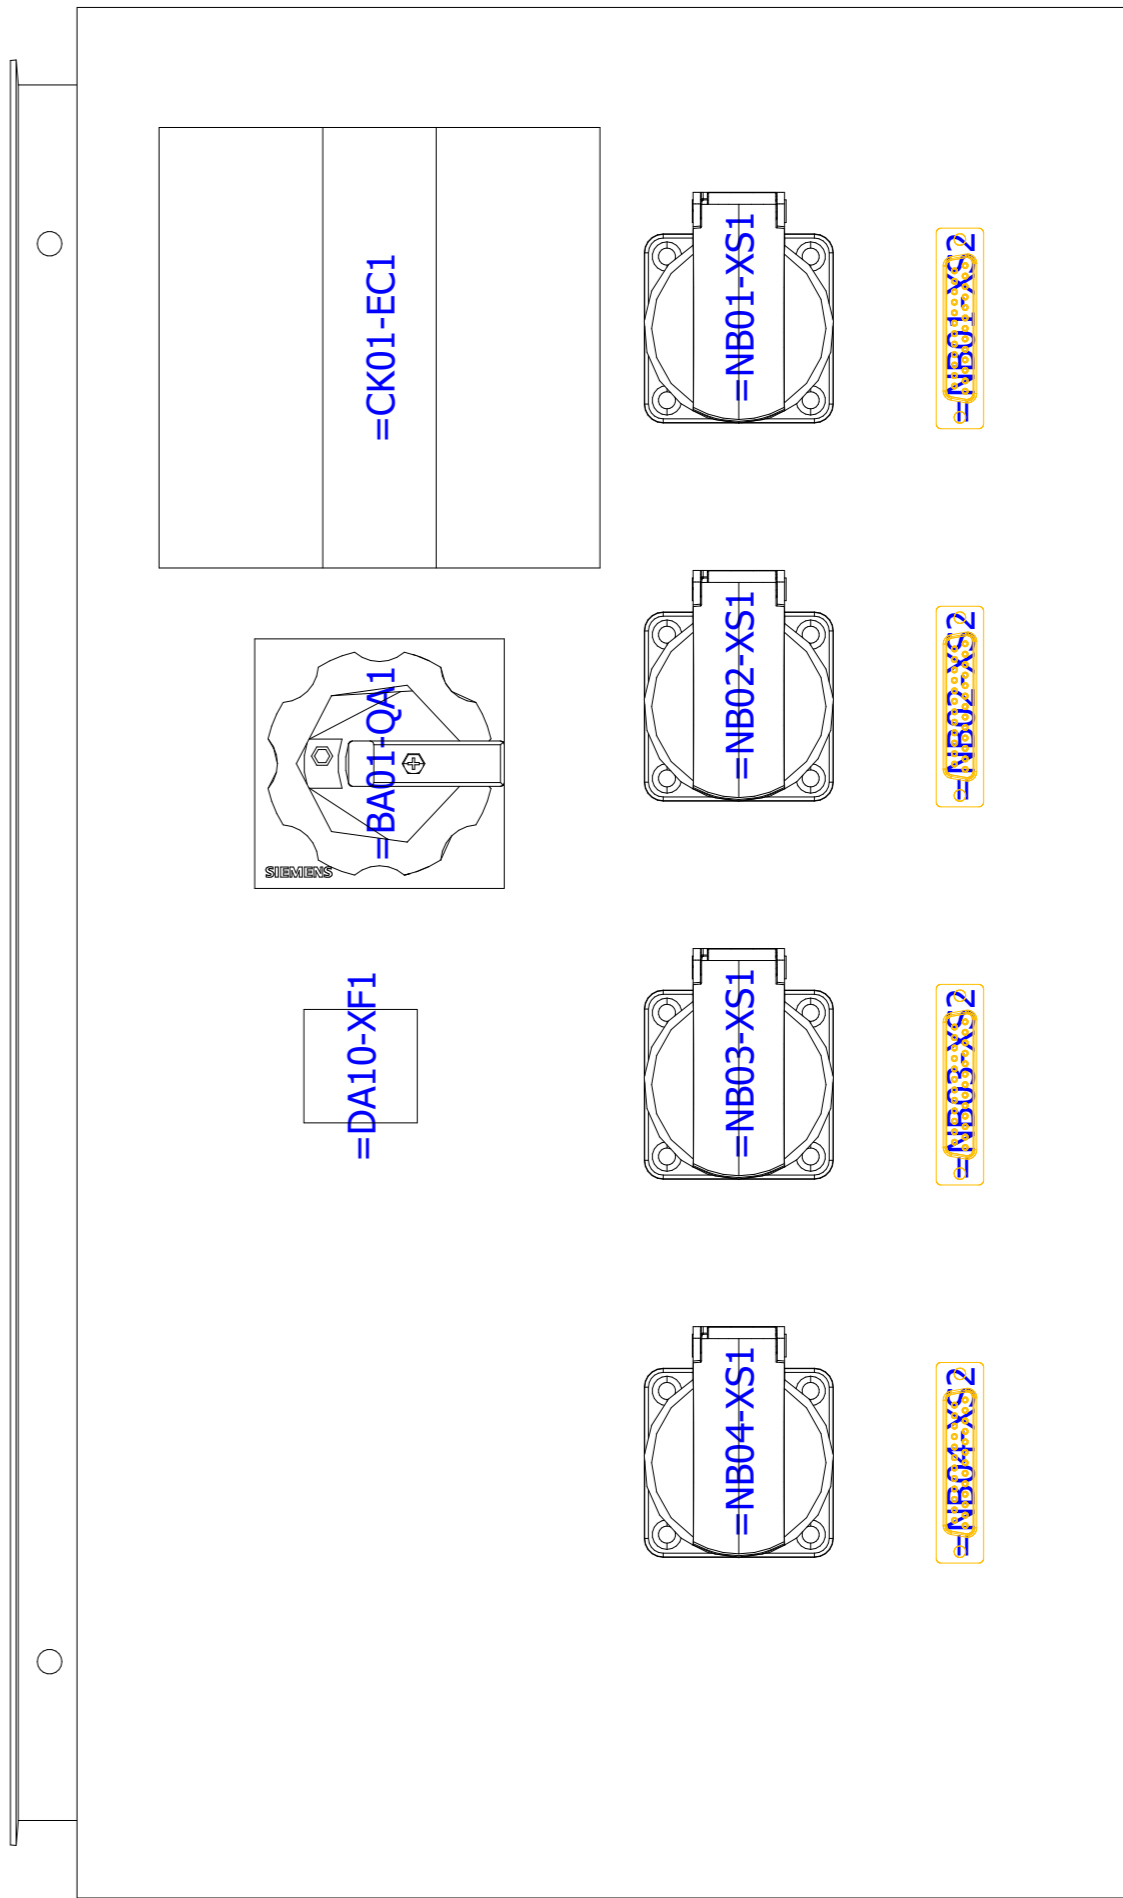 =CK01-EC1
=NB01-XS1
=NB01-XS2
=BA01-QA1
SIEMENS
=NB02-XS1
=NB02-XS2
=DA10-XF1
=NB03-XS1
=NB03-XS2
=NB04-XS1
=NB04-XS2